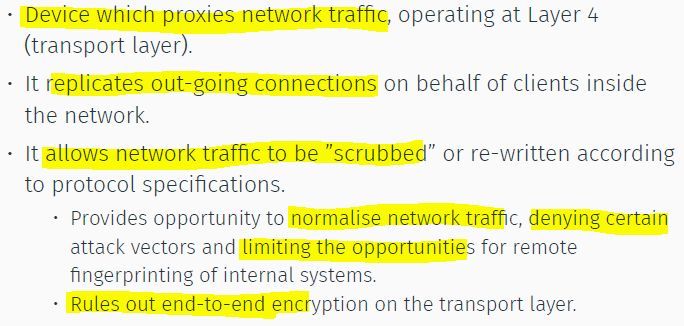 · Device which proxies network traffic, operating at Layer 4
(transport layer).
· It replicates out-going connections on behalf of clients inside
the network.
· It allows network traffic to be ”scrubbed” or re-written according
to protocol specifications.
· Provides opportunity to normalise network traffic, denying certain
attack vectors and limiting the opportunities for remote
fingerprinting of internal systems.
· Rules out end-to-end encryption on the transport layer.